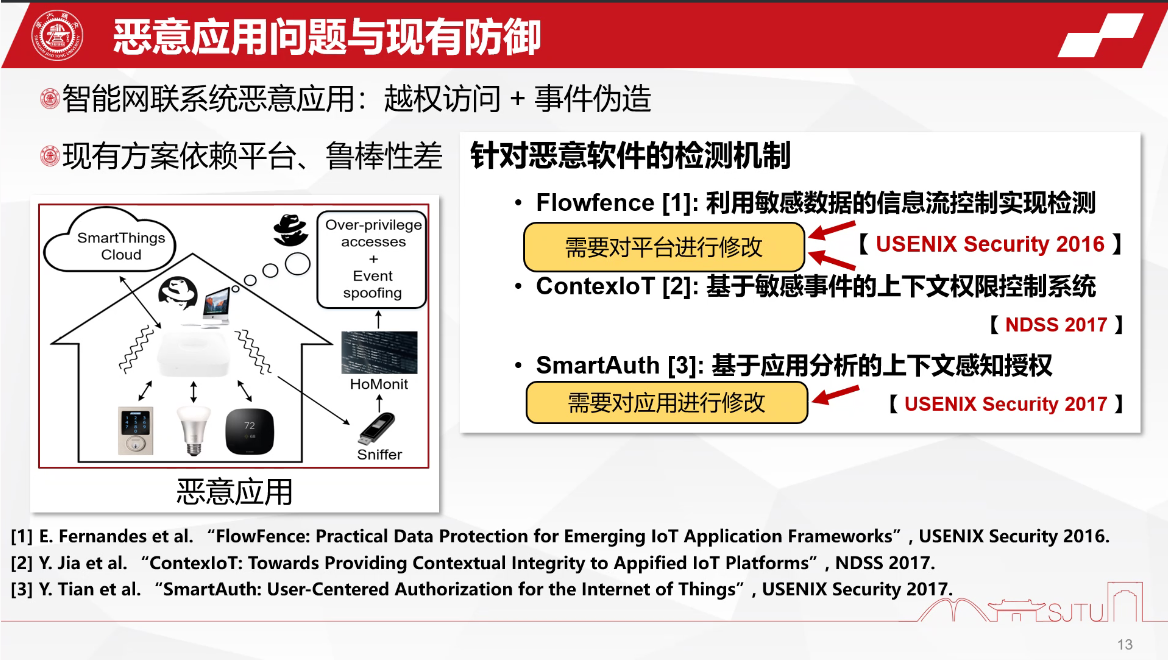 恶意应用问题与现有防御
智能网联系统恶意应用：越权访问 + 事件伪造
现有方案依赖平台、鲁棒性差
SmartThings
Cloud
Over-privilege
accesses
+
Event
spoofing
HoMonit
72
Sniffer
恶意应用
针对恶意软件的检测机制
• Flowfence [1]: 利用敏感数据的信息流控制实现检测
需要对平台进行修改
【 USENIX Security 2016 】
• ContexIoT [2]: 基于敏感事件的上下文权限控制系统
【 NDSS 2017 】
• SmartAuth [3]: 基于应用分析的上下文感知授权
需要对应用进行修改
【 USENIX Security 2017 】
[1] E. Fernandes et al. “FlowFence: Practical Data Protection for Emerging IoT Application Frameworks”, USENIX Security 2016.
[2] Y. Jia et al. “ContexIoT: Towards Providing Contextual Integrity to Appified IoT Platforms”, NDSS 2017.
[3] Y. Tian et al. “SmartAuth: User-Centered Authorization for the Internet of Things”, USENIX Security 2017.
SJTU
13